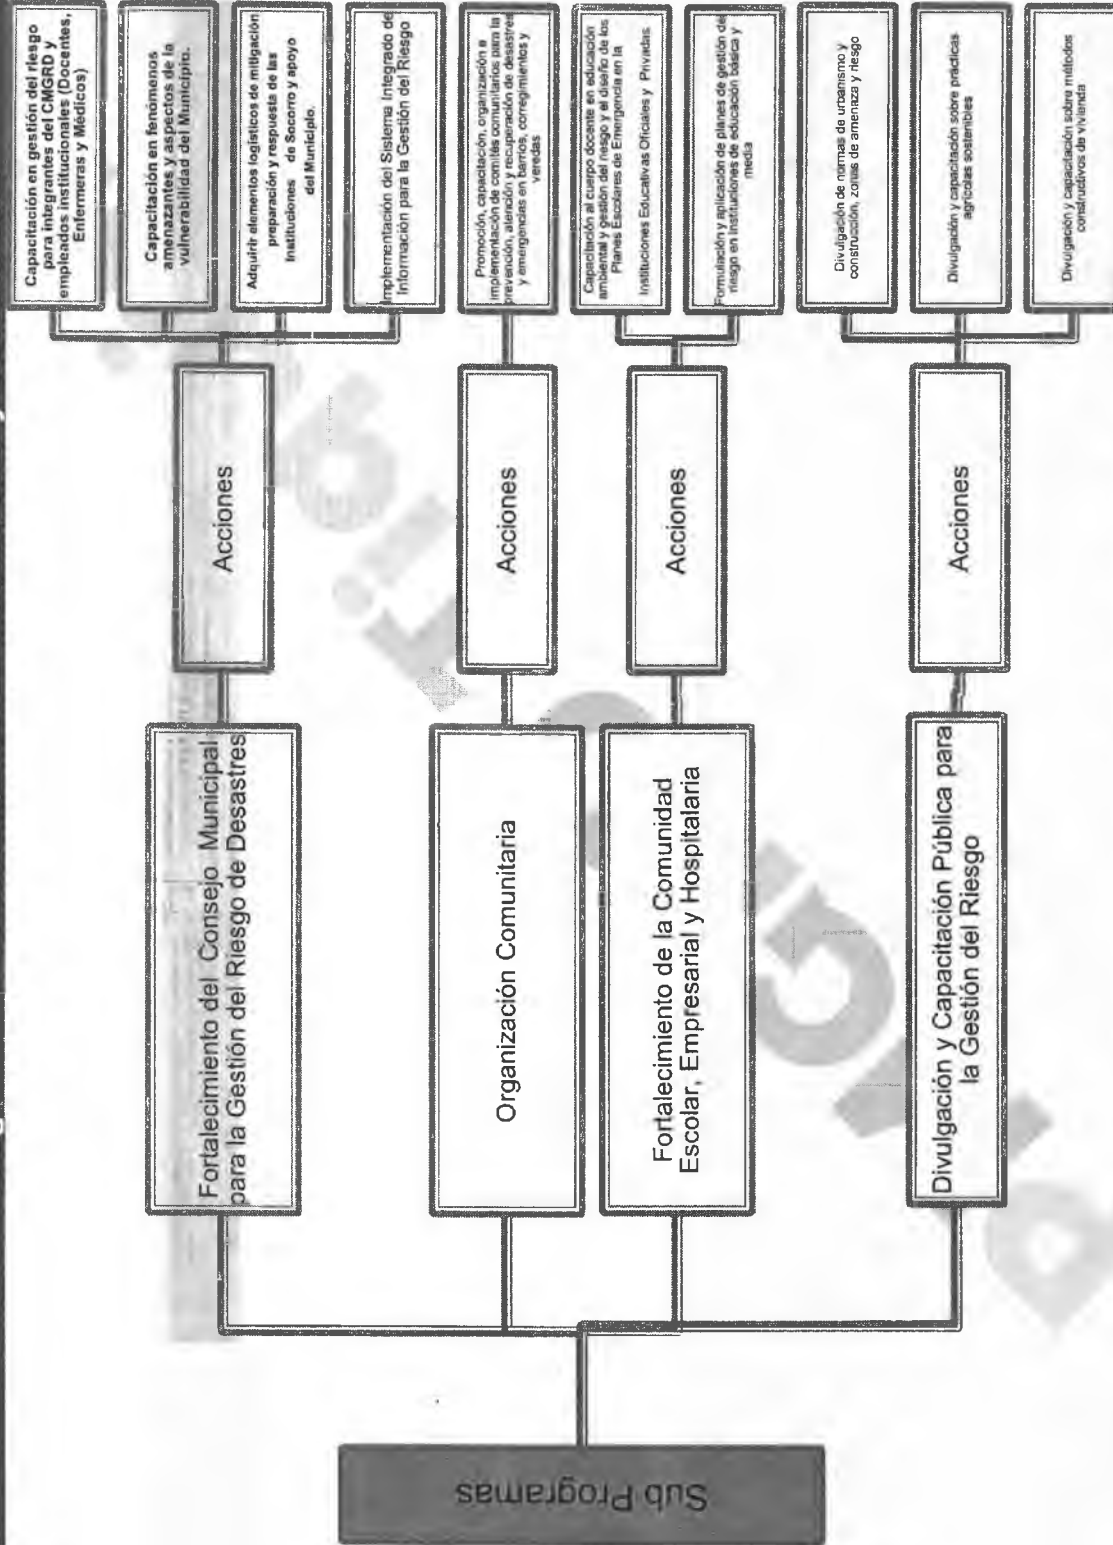 Sub Programas
Fortalecimiento del Consejo Municipal
para la Gestión del Riesgo de Desastres
Acciones
Capacitación en gestión del riesgo
para integrantes del CMGRD y
empleados institucionales (Docentes,
Enfermeras y Médicos)
Capacitación en fenómenos
amenazantes y aspectos de la
vulnerabilidad del Municipio.
Adquirir elementos logísticos de mitigación
preparación y respuesta de las
Instituciones de Socorro y apoyo
del Municipio.
Implementación del Sistema Integrado de
Información para la Gestión del Riesgo
Organización Comunitaria
Acciones
Promoción, capacitación, organización e
implementación de comités comunitarios para la
prevención, atención y recuperación de desastres
y emergencias en barrios, corregimientos y
veredas
Fortalecimiento de la Comunidad
Escolar, Empresarial y Hospitalaria
Acciones
Capacitación al cuerpo docente en educación
ambiental y gestión del riesgo y el diseño de los
Planes Escolares de Emergencia en la
Instituciones Educativas Oficiales y Privadas
Formulación y aplicación de planes de gestión del
riesgo en Instituciones de educación básica y
media
Divulgación y Capacitación Pública para
la Gestión del Riesgo
Acciones
Divulgación de normas de urbanismo y
construcción, zonas de amenaza y riesgo
Divulgación y capacitación sobre prácticas
agrícolas sostenibles
Divulgación y capacitación sobre métodos
constructivos de vivienda